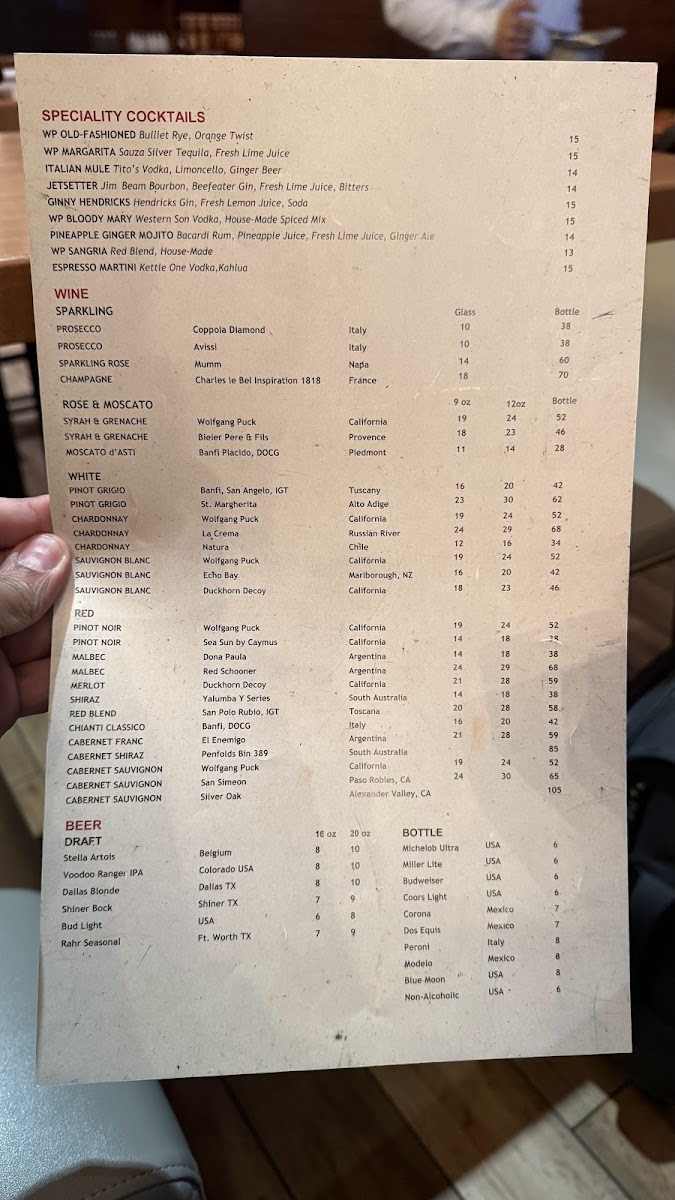 SPECIALITY COCKTAILS
WP OLD-FASHIONED Bulliet Rye, Orange Twist 15
WP MARGARITA Sauza Silver Tequila, Fresh Lime Juice 15
ITALIAN MULE Tito's Vodka, Limoncello, Ginger Beer 14
JETSETTER Jim Beam Bourbon, Beefeater Gin, Fresh Lime Juice, Bitters 14
GINNY HENDRICKS Hendricks Gin, Fresh Lemon Juice, Soda 15
WP BLOODY MARY Western Son Vodka, House-Made Spiced Mix 15
PINEAPPLE GINGER MOJITO Bacardi Rum, Pineapple Juice, Fresh Lime Juice, Ginger Ale 14
WP SANGRIA Red Blend, House-Made 13
ESPRESSO MARTINI Kettle One Vodka,Kahlua 15
WINE
SPARKLING Glass Bottle
PROSECCO Coppola Diamond Italy 10 38
PROSECCO Avissi Italy 10 38
SPARKLING ROSE Mumm Napa 14 60
CHAMPAGNE Charles le Bel Inspiration 1818 France 18 70
ROSE & MOSCATO 9 oz 12oz Bottle
SYRAH & GRENACHE Wolfgang Puck California 19 24 52
SYRAH & GRENACHE Bieler Pere & Fils Provence 18 23 46
MOSCATO d'ASTI Banfi Placido, DOCG Piedmont 11 14 28
WHITE
PINOT GRIGIO Banfi, San Angelo, IGT Tuscany 16 20 42
PINOT GRIGIO St. Margherita Alto Adige 23 30 62
CHARDONNAY Wolfgang Puck California 19 24 52
CHARDONNAY La Crema Russian River 24 29 68
CHARDONNAY Natura Chile 12 16 34
SAUVIGNON BLANC Wolfgang Puck California 19 24 52
SAUVIGNON BLANC Echo Bay Marlborough, NZ 16 20 42
SAUVIGNON BLANC Duckhorn Decoy California 18 23 46
RED
PINOT NOIR Wolfgang Puck California 19 24 52
PINOT NOIR Sea Sun by Caymus California 14 18 38
MALBEC Dona Paula Argentina 14 18 38
MALBEC Red Schooner Argentina 24 29 68
MERLOT Duckhorn Decoy California 21 28 59
SHIRAZ Yalumba Y Series South Australia 14 18 38
RED BLEND San Polo Rubio, IGT Toscana 20 28 58
CHIANTI CLASSICO Banfi, DOCG Italy 16 20 42
CABERNET FRANC El Enemigo Argentina 21 28 59
CABERNET SHIRAZ Penfolds Bin 389 South Australia 85
CABERNET SAUVIGNON Wolfgang Puck California 19 24 52
CABERNET SAUVIGNON San Simeon Paso Robles, CA 24 30 65
CABERNET SAUVIGNON Silver Oak Alexander Valley, CA 105
BEER
DRAFT 16 oz 20 oz
Stella Artois Belgium 8 10
Voodoo Ranger IPA Colorado USA 8 10
Dallas Blonde Dallas TX 8 10
Shiner Bock Shiner TX 7 9
Bud Light USA 6 8
Rahr Seasonal Ft. Worth TX 7 9
BOTTLE
Michelob Ultra USA 6
Miller Lite USA 6
Budweiser USA 6
Coors Light USA 6
Corona Mexico 7
Dos Equis Mexico 7
Peroni Italy 8
Modelo Mexico 8
Blue Moon USA 8
Non-Alcoholic USA 6